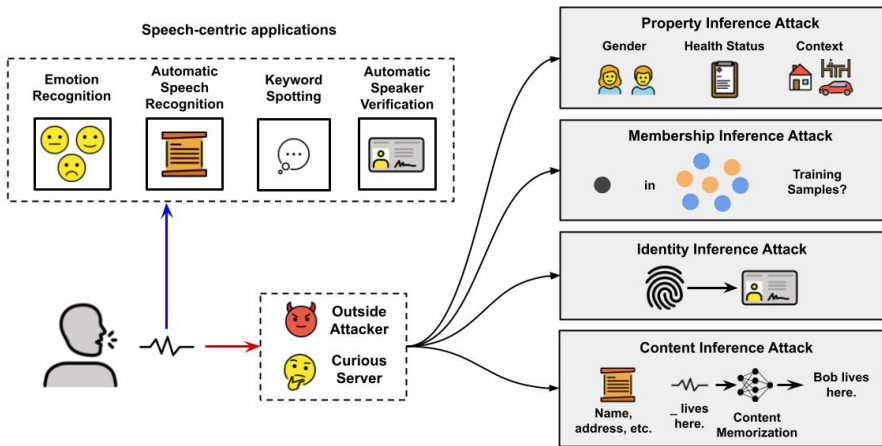 Speech-centric applications
Emotion
Recognition
Automatic
Speech
Recognition
Keyword
Spotting
Automatic
Speaker
Verification
Outside
Attacker
Curious
Server
Property Inference Attack
Gender
Health Status
Context
Membership Inference Attack
in
Training
Samples?
Identity Inference Attack
Content Inference Attack
Name,
address, etc.
_ lives
here.
Content
Memorization
Bob lives
here.